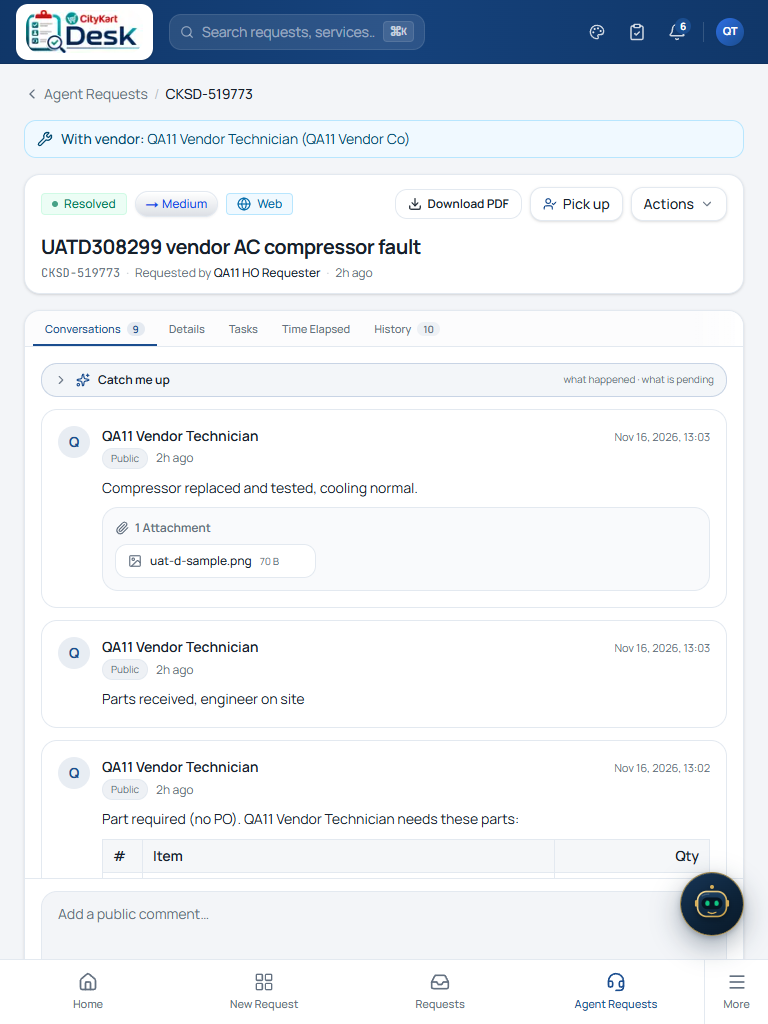 CityKart
Desk
Search requests, services..
⌘K
6
QT
Agent Requests / CKSD-519773
With vendor: QA11 Vendor Technician (QA11 Vendor Co)
Resolved
Medium
Web
Download PDF
Pick up
Actions
UATD308299 vendor AC compressor fault
CKSD-519773 · Requested by QA11 HO Requester · 2h ago
Conversations 9
Details
Tasks
Time Elapsed
History 10
Catch me up
what happened · what is pending
Q
QA11 Vendor Technician
Nov 16, 2026, 13:03
Public 2h ago
Compressor replaced and tested, cooling normal.
1 Attachment
uat-d-sample.png 70 B
Q
QA11 Vendor Technician
Nov 16, 2026, 13:03
Public 2h ago
Parts received, engineer on site
Q
QA11 Vendor Technician
Nov 16, 2026, 13:02
Public 2h ago
Part required (no PO). QA11 Vendor Technician needs these parts:
# Item Qty
Add a public comment…
Home
New Request
Requests
Agent Requests
More